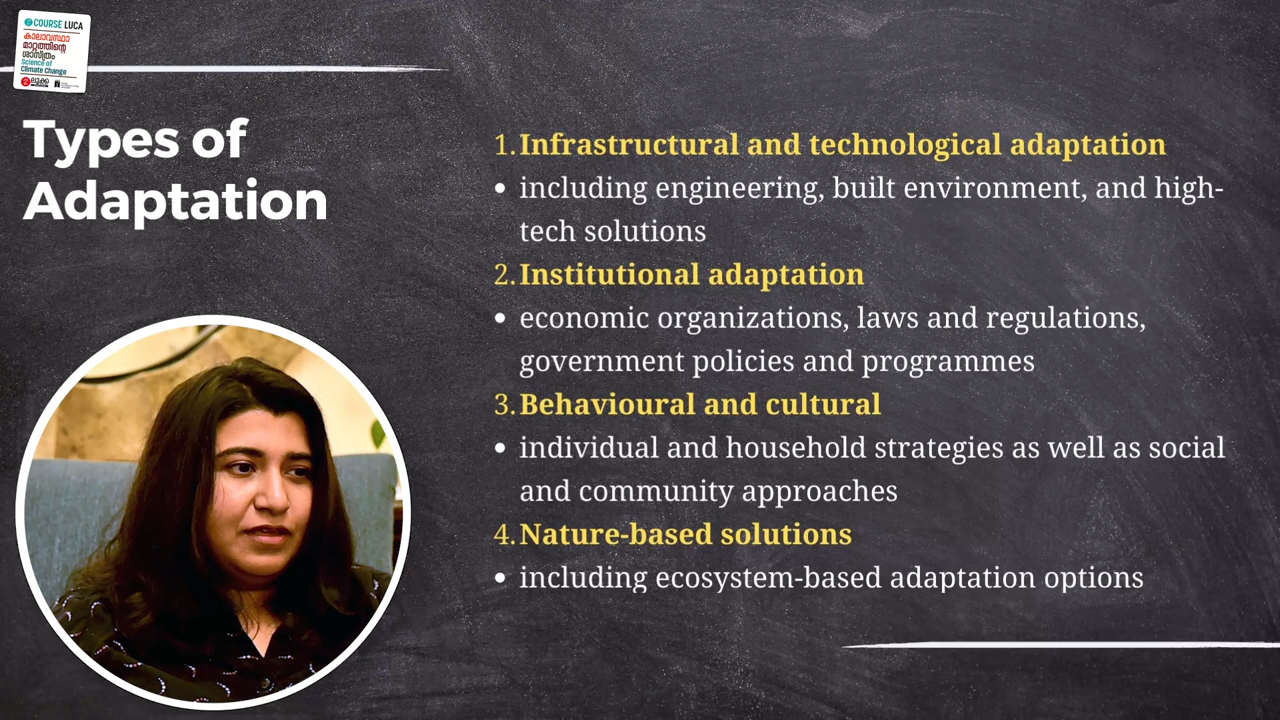 COURSE LUCA
കാലാവസ്ഥാ
മാറ്റത്തിന്റെ
ശാസ്ത്രം
Science of
Climate Change
ലൂക്ക
Types of
Adaptation
1. Infrastructural and technological adaptation
• including engineering, built environment, and high-
tech solutions
2. Institutional adaptation
• economic organizations, laws and regulations,
government policies and programmes
3. Behavioural and cultural
• individual and household strategies as well as social
and community approaches
4. Nature-based solutions
• including ecosystem-based adaptation options